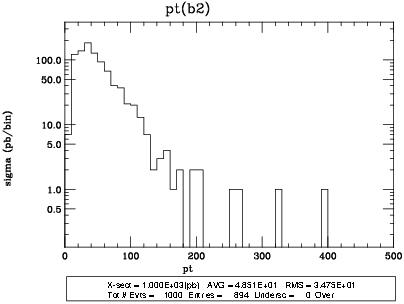 pt(b2)
sigma (pb/bin)
100.0
50.0
10.0
5.0
1.0
0.5
0 100 200 300 400 500
pt
X-sect = 1.000E+03(pb) AVG = 4.851E+01 RMS = 3.475E+01
Tot # Evts = 1000 Entries = 894 Undersc = 0 Over